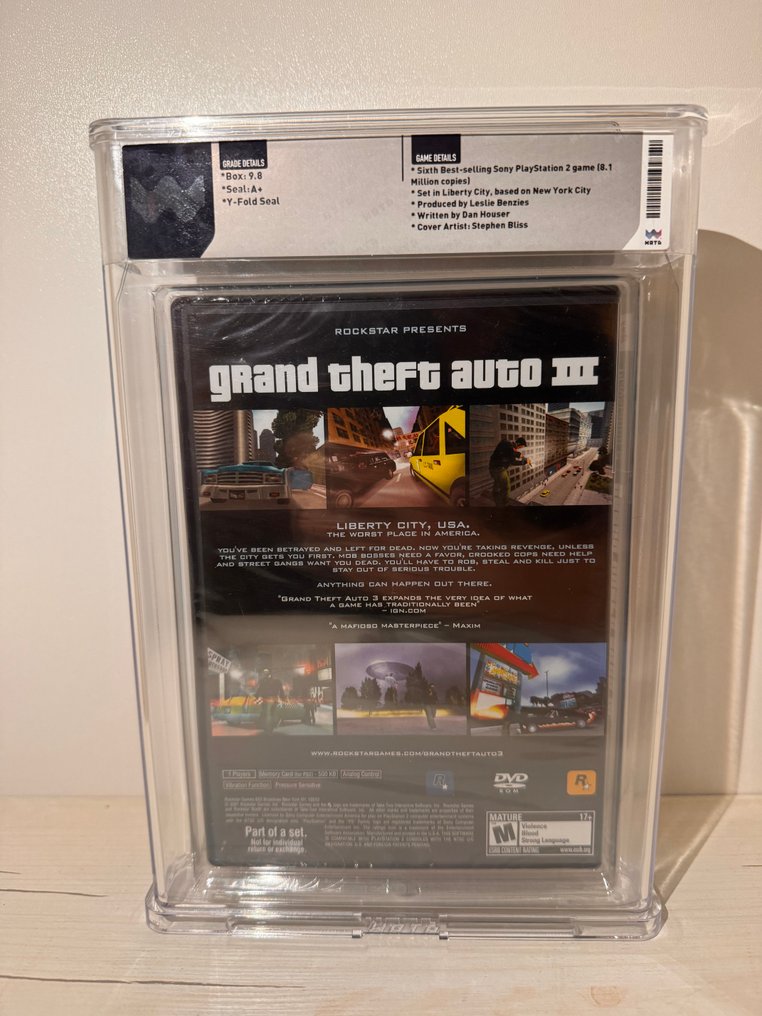 GRADE DETAILS
*Box: 9.8
*Seal: A+
*Y-Fold Seal
GAME DETAILS
* Sixth Best-selling Sony PlayStation 2 game (8.1
Million copies)
* Set in Liberty City, based on New York City
* Produced by Leslie Benzies
* Written by Dan Houser
* Cover Artist: Stephen Bliss
WATA
ROCKSTAR PRESENTS
grand theft auto III
LIBERTY CITY, USA.
THE WORST PLACE IN AMERICA.
YOU'VE BEEN BETRAYED AND LEFT FOR DEAD. NOW YOU'RE TAKING REVENGE, UNLESS
THE CITY GETS YOU FIRST. MOB BOSSES NEED A FAVOR, CROOKED COPS NEED HELP
AND STREET GANGS WANT YOU DEAD. YOU'LL HAVE TO ROB, STEAL AND KILL JUST TO
STAY OUT OF SERIOUS TROUBLE.
ANYTHING CAN HAPPEN OUT THERE.
"GRAND THEFT AUTO 3 EXPANDS THE VERY IDEA OF WHAT
A GAME HAS TRADITIONALLY BEEN"
– IGN.COM
"A MAFIOSO MASTERPIECE" – MAXIM
SPRAY
WWW.ROCKSTARGAMES.COM/GRANDTHEFTAUTO3
1 Players Memory Card (for PS2) - 500 KB Analog Control
Vibration Function Pressure Sensitive
R
DVD
ROM
R
Part of a set.
Not for individual
return or exchange.
MATURE 17+
M
Violence
Blood
Strong Language
ESRB CONTENT RATING www.esrb.org
WATA